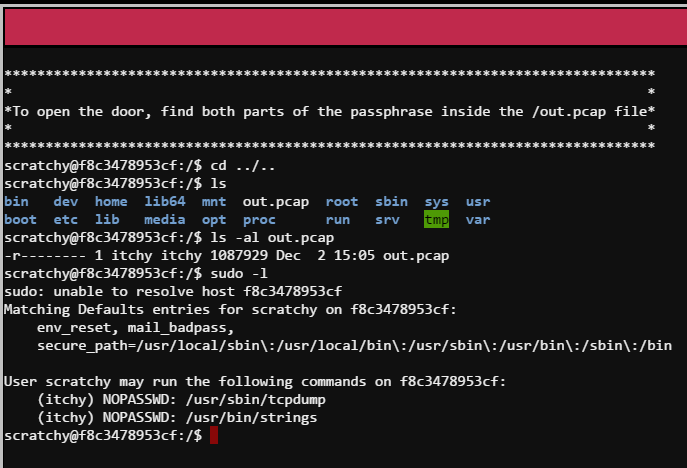 *******************************************************************************
*                                                                             *
*To open the door, find both parts of the passphrase inside the /out.pcap file*
*                                                                             *
*******************************************************************************
scratchy@f8c3478953cf:/$ cd ../..
scratchy@f8c3478953cf:/$ ls
bin   dev  home  lib64  mnt  out.pcap  root  sbin  sys  usr
boot  etc  lib   media  opt  proc      run   srv   tmp  var
scratchy@f8c3478953cf:/$ ls -al out.pcap
-r-------- 1 itchy itchy 1087929 Dec  2 15:05 out.pcap
scratchy@f8c3478953cf:/$ sudo -l
sudo: unable to resolve host f8c3478953cf
Matching Defaults entries for scratchy on f8c3478953cf:
    env_reset, mail_badpass,
    secure_path=/usr/local/sbin\:/usr/local/bin\:/usr/sbin\:/usr/bin\:/sbin\:/bin

User scratchy may run the following commands on f8c3478953cf:
    (itchy) NOPASSWD: /usr/sbin/tcpdump
    (itchy) NOPASSWD: /usr/bin/strings
scratchy@f8c3478953cf:/$